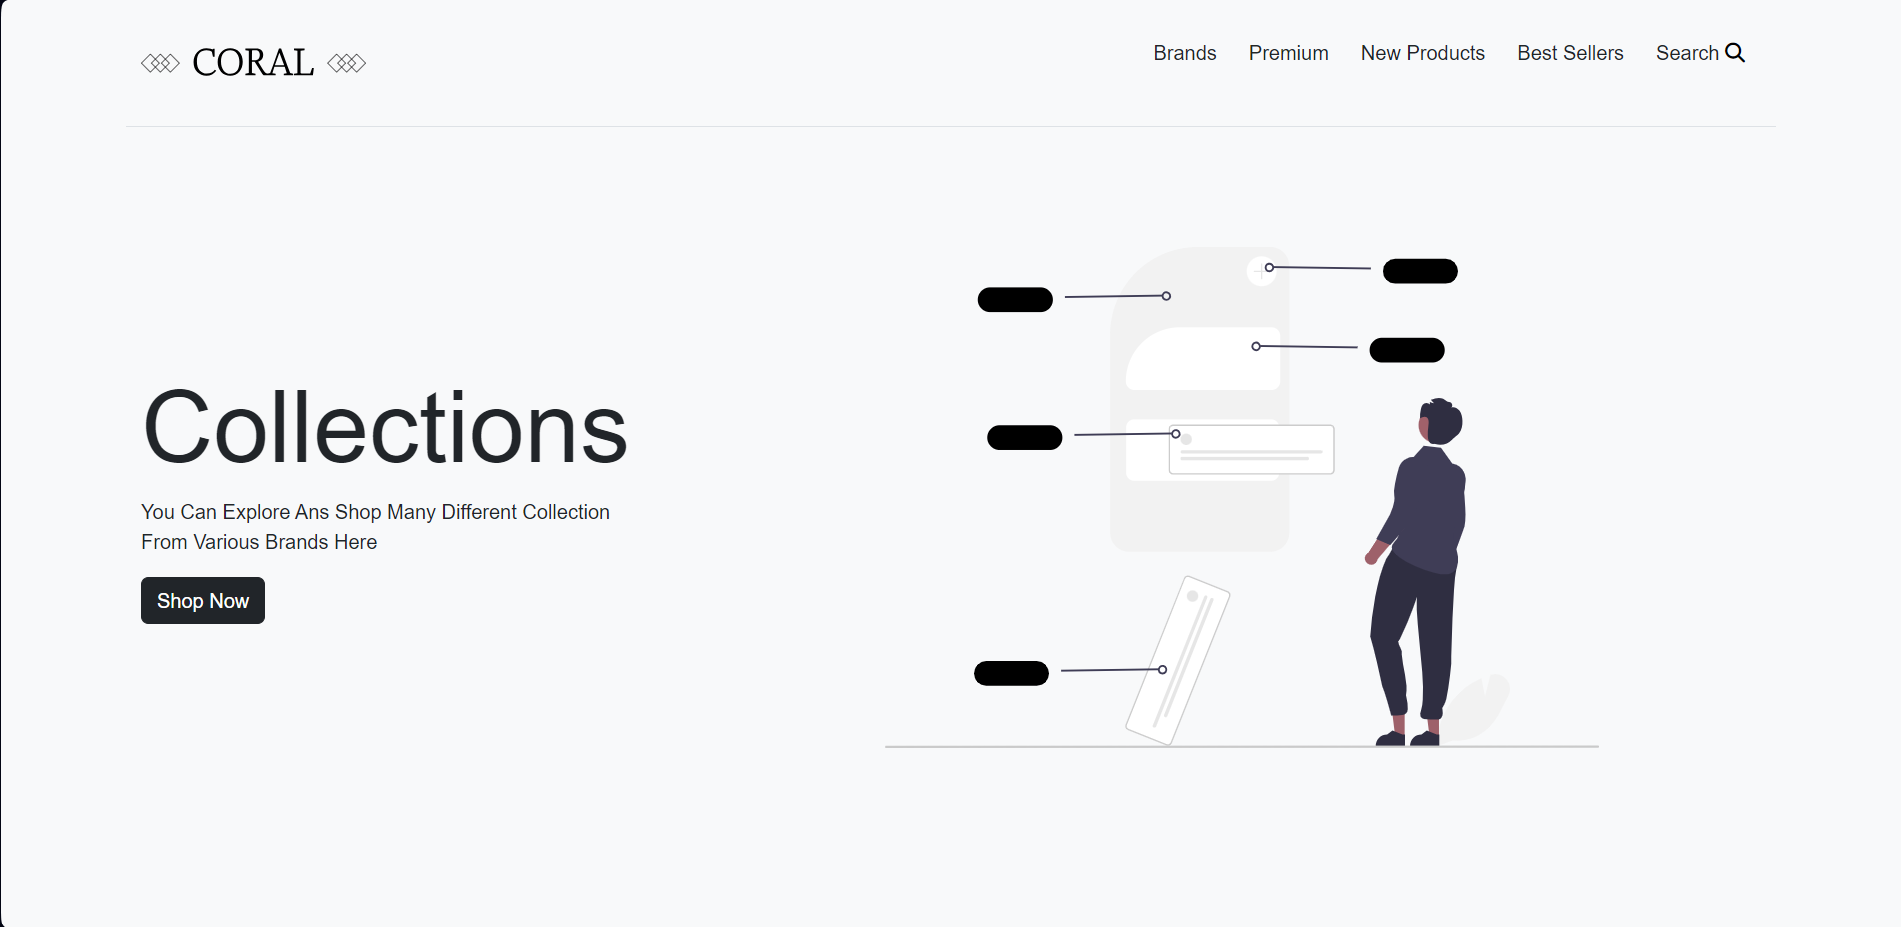 CORAL
Brands
Premium
New Products
Best Sellers
Search
Collections
You Can Explore Ans Shop Many Different Collection
From Various Brands Here
Shop Now